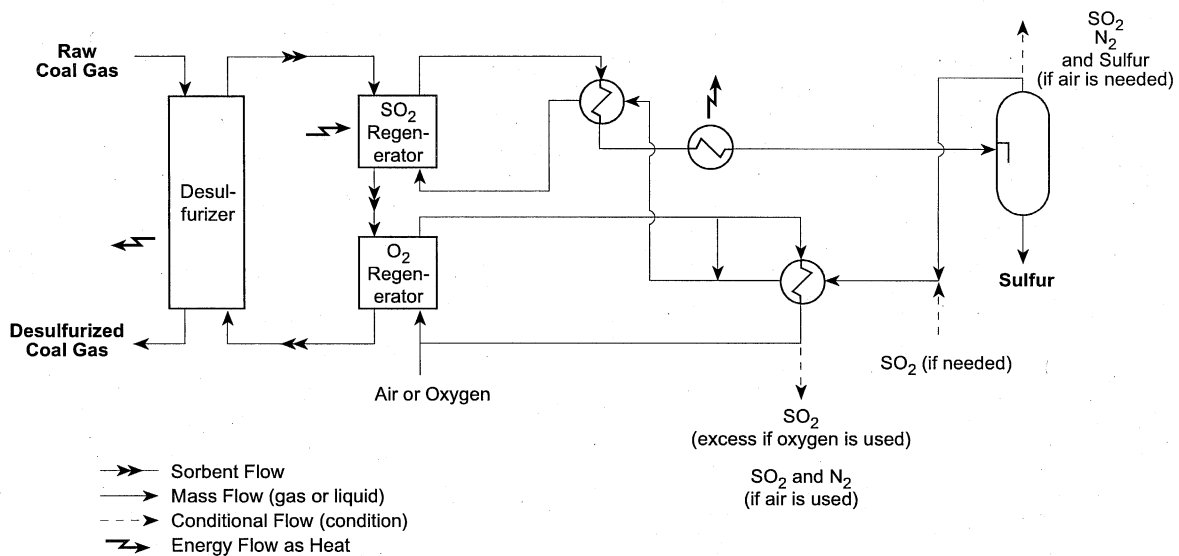 Raw
Coal Gas
Desul-
furizer
Desulfurized
Coal Gas
SO2
Regen-
erator
O2
Regen-
erator
Air or Oxygen
SO2
N2
and Sulfur
(if air is needed)
Sulfur
SO2 (if needed)
SO2
(excess if oxygen is used)
SO2 and N2
(if air is used)
Sorbent Flow
Mass Flow (gas or liquid)
Conditional Flow (condition)
Energy Flow as Heat